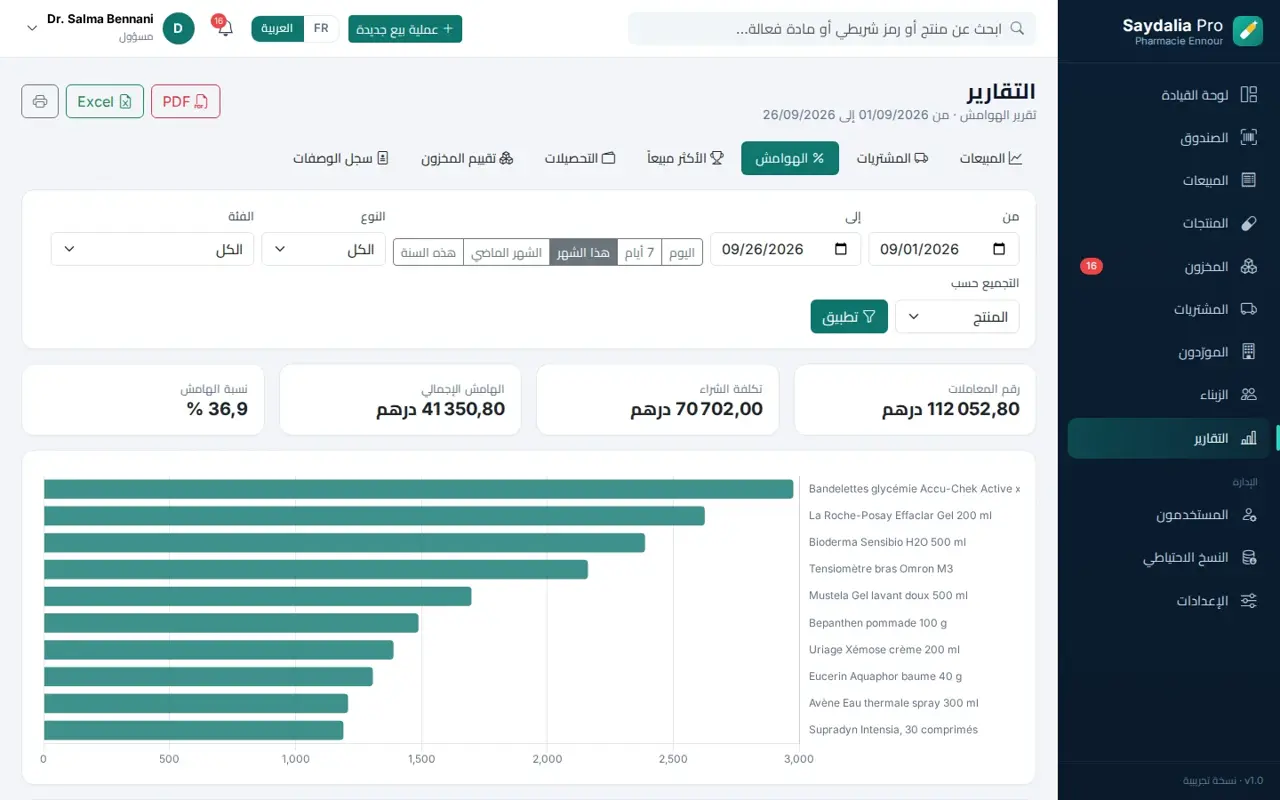 Saydalia Pro
Pharmacie Ennour
لوحة القيادة
الصندوق
المبيعات
المنتجات
المخزون
16
المشتريات
المورّدون
الزبناء
التقارير
الإدارة
المستخدمون
النسخ الاحتياطي
الإعدادات
v1.0 · نسخة تجريبية
ابحث عن منتج أو رمز شريطي أو مادة فعالة...
+ عملية بيع جديدة
FR
العربية
16
D
Dr. Salma Bennani
مسؤول
التقارير
تقرير الهوامش · من 01/09/2026 إلى 26/09/2026
PDF
Excel
المبيعات
المشتريات
% الهوامش
الأكثر مبيعاً
التحصيلات
تقييم المخزون
سجل الوصفات
من
09/01/2026
إلى
09/26/2026
اليوم
7 أيام
هذا الشهر
الشهر الماضي
هذه السنة
النوع
الكل
الفئة
الكل
التجميع حسب
المنتج
تطبيق
رقم المعاملات
112 052,80 درهم
تكلفة الشراء
70 702,00 درهم
الهامش الإجمالي
41 350,80 درهم
نسبة الهامش
36,9 %
Bandelettes glycémie Accu-Chek Active x
La Roche-Posay Effaclar Gel 200 ml
Bioderma Sensibio H2O 500 ml
Tensiomètre bras Omron M3
Mustela Gel lavant doux 500 ml
Bepanthen pommade 100 g
Uriage Xémose crème 200 ml
Eucerin Aquaphor baume 40 g
Avène Eau thermale spray 300 ml
Supradyn Intensia, 30 comprimés
0 500 1,000 1,500 2,000 2,500 3,000